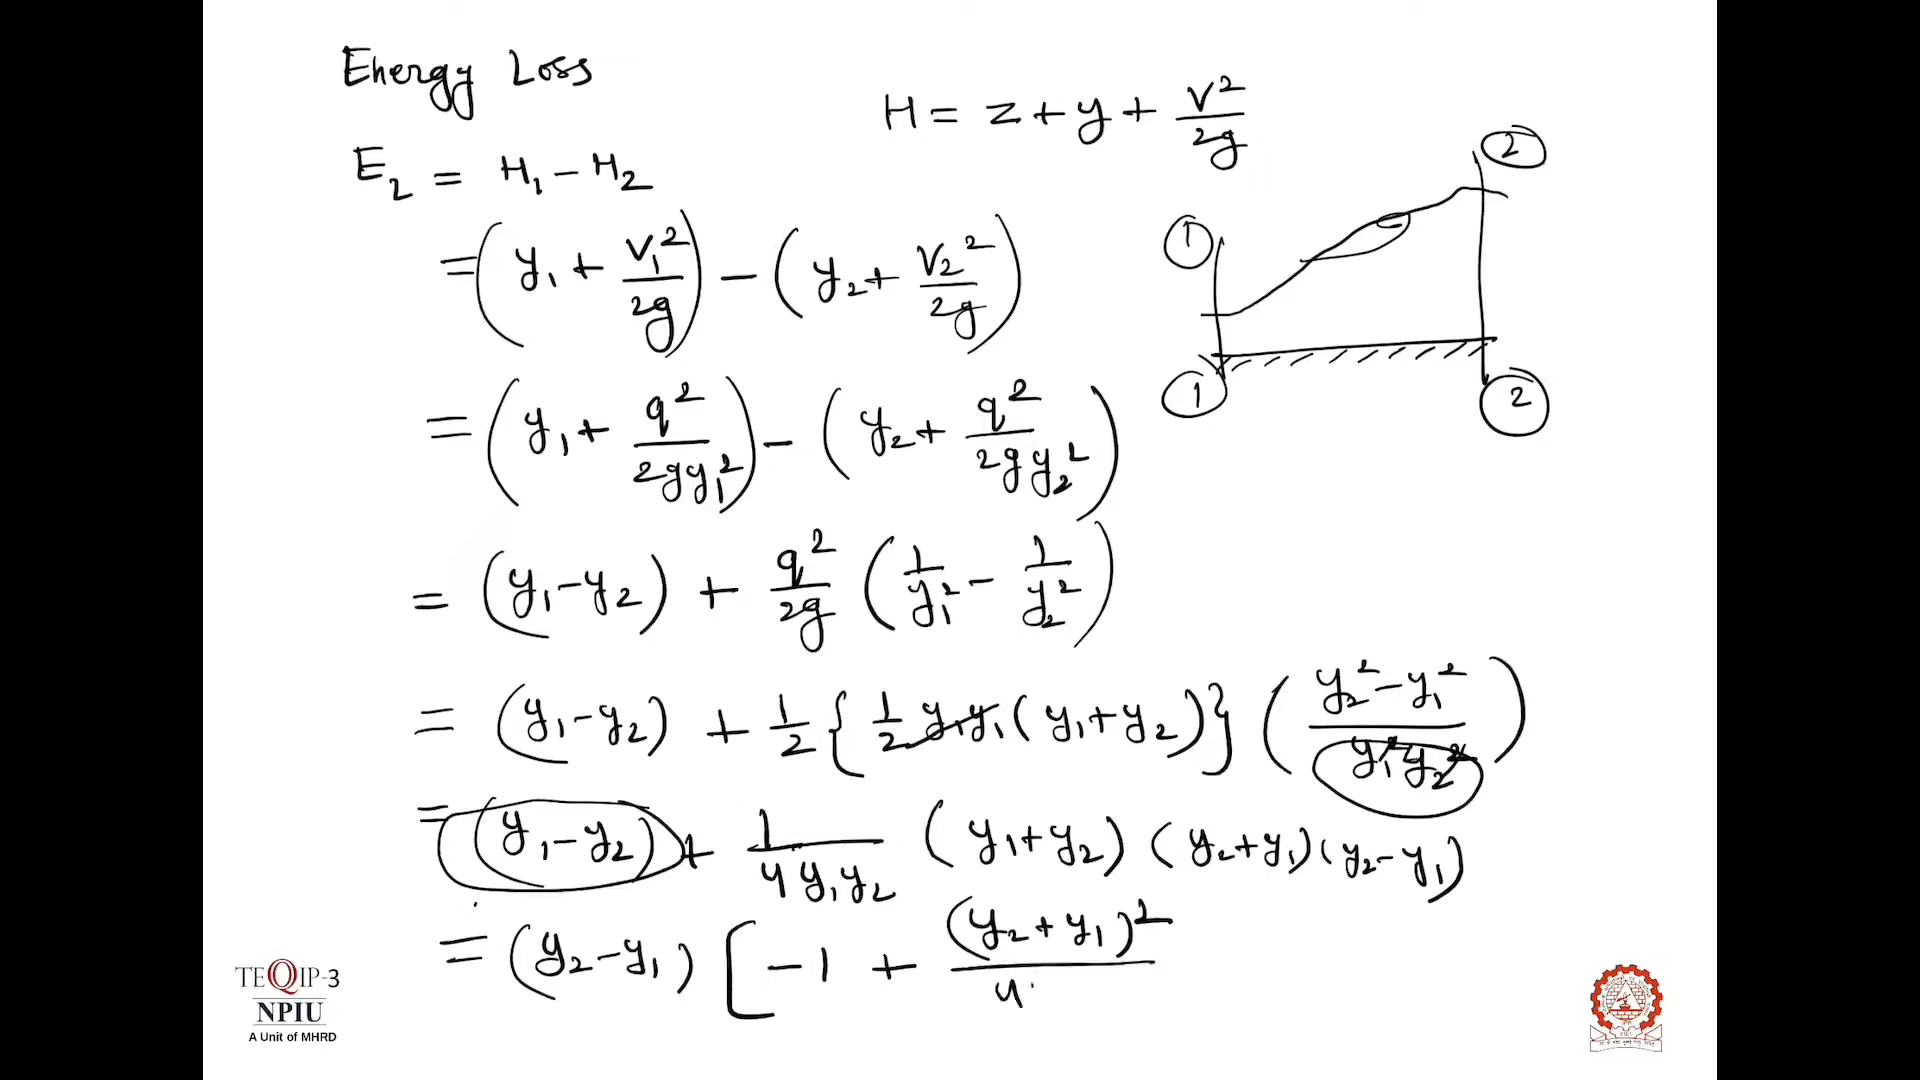 Energy Loss
H = z + y + V²/2g
E₂ = H₁ – H₂
= (y₁ + V₁²/2g) – (y₂ + V₂²/2g)
① ②
① ②
= (y₁ + q²/2gy₁²) – (y₂ + q²/2gy₂²)
= (y₁–y₂) + q²/2g (1/y₁² – 1/y₂²)
= (y₁–y₂) + 1/2 {1/2 y₁y₁ (y₁+y₂)} (y₂²–y₁²/y₁²y₂²)
= (y₁–y₂) + 1/4y₁y₂ (y₁+y₂) (y₂+y₁) (y₂–y₁)
= (y₂–y₁) [–1 + (y₂+y₁)²/4
TEQIP-3
NPIU
A Unit of MHRD